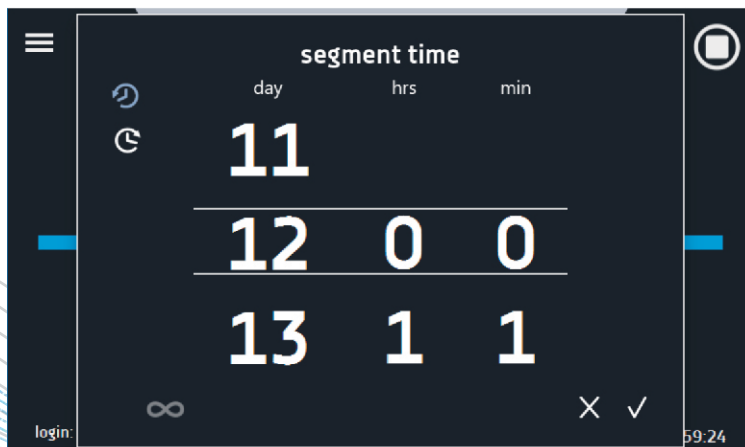 segment time
day hrs min
11
12 0 0
13 1 1
login:
59:24